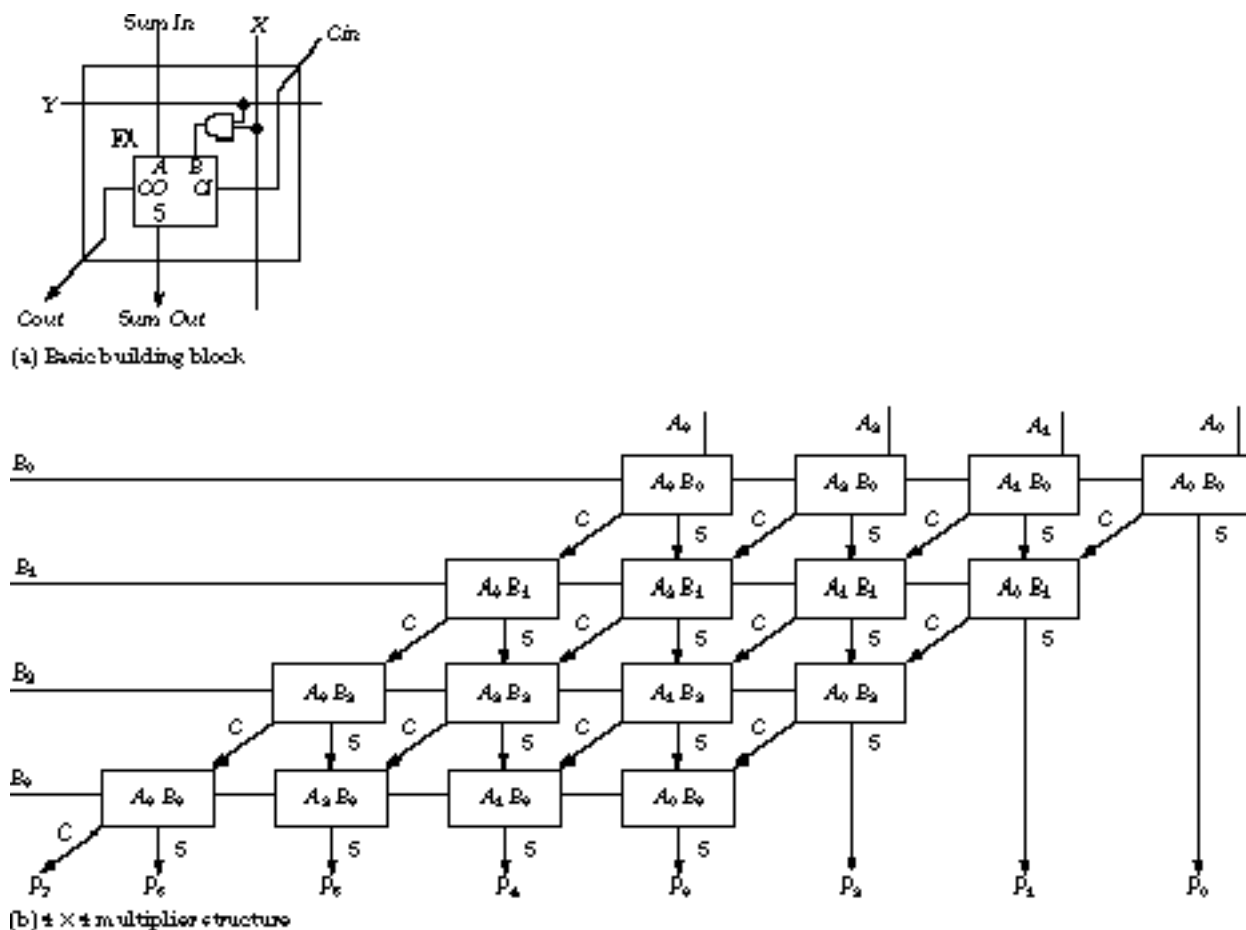 Sum In X Cin
Y
FA
A B
CO CI
S
Cout Sum Out
(a) Basic building block
A₃ A₂ A₁ A₀
B₀ A₃ B₀ A₂ B₀ A₁ B₀ A₀ B₀
C S C S C S C S
B₁ A₃ B₁ A₂ B₁ A₁ B₁ A₀ B₁
C S C S C S C S
B₂ A₃ B₂ A₂ B₂ A₁ B₂ A₀ B₂
C S C S C S C S
B₃ A₃ B₃ A₂ B₃ A₁ B₃ A₀ B₃
C S S S S
P₇ P₆ P₅ P₄ P₃ P₂ P₁ P₀
(b) 4 × 4 multiplier structure